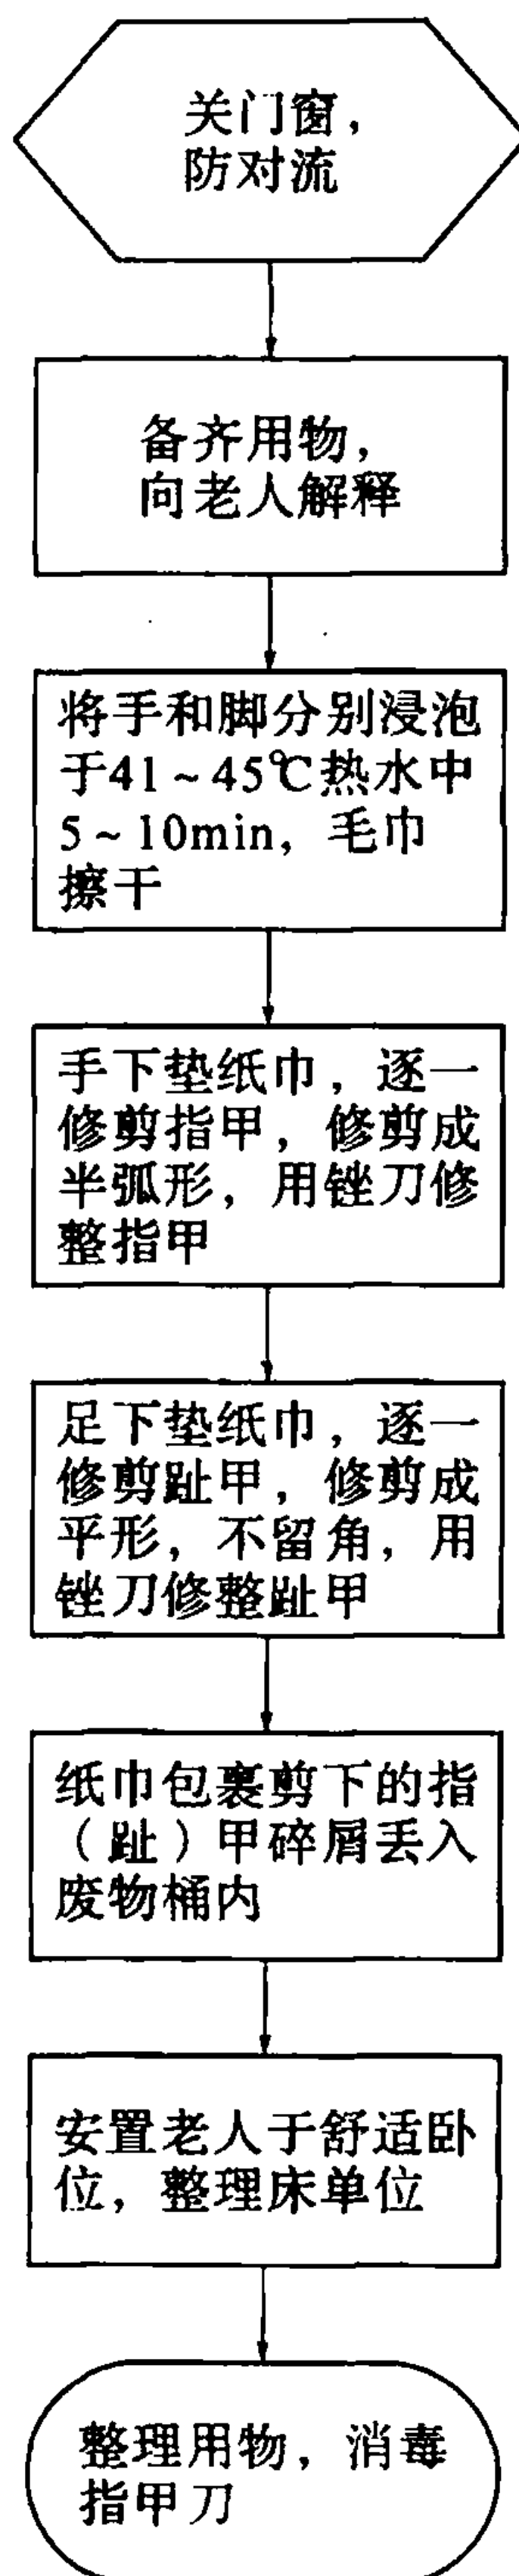 关门窗，
防对流
备齐用物，
向老人解释
将手和脚分别浸泡
于41~45℃热水中
5~10min，毛巾
擦干
手下垫纸巾，逐一
修剪指甲，修剪成
半弧形，用锉刀修
整指甲
足下垫纸巾，逐一
修剪趾甲，修剪成
平形，不留角，用
锉刀修整趾甲
纸巾包裹剪下的指
（趾）甲碎屑丢入
废物桶内
安置老人于舒适卧
位，整理床单位
整理用物，消毒
指甲刀